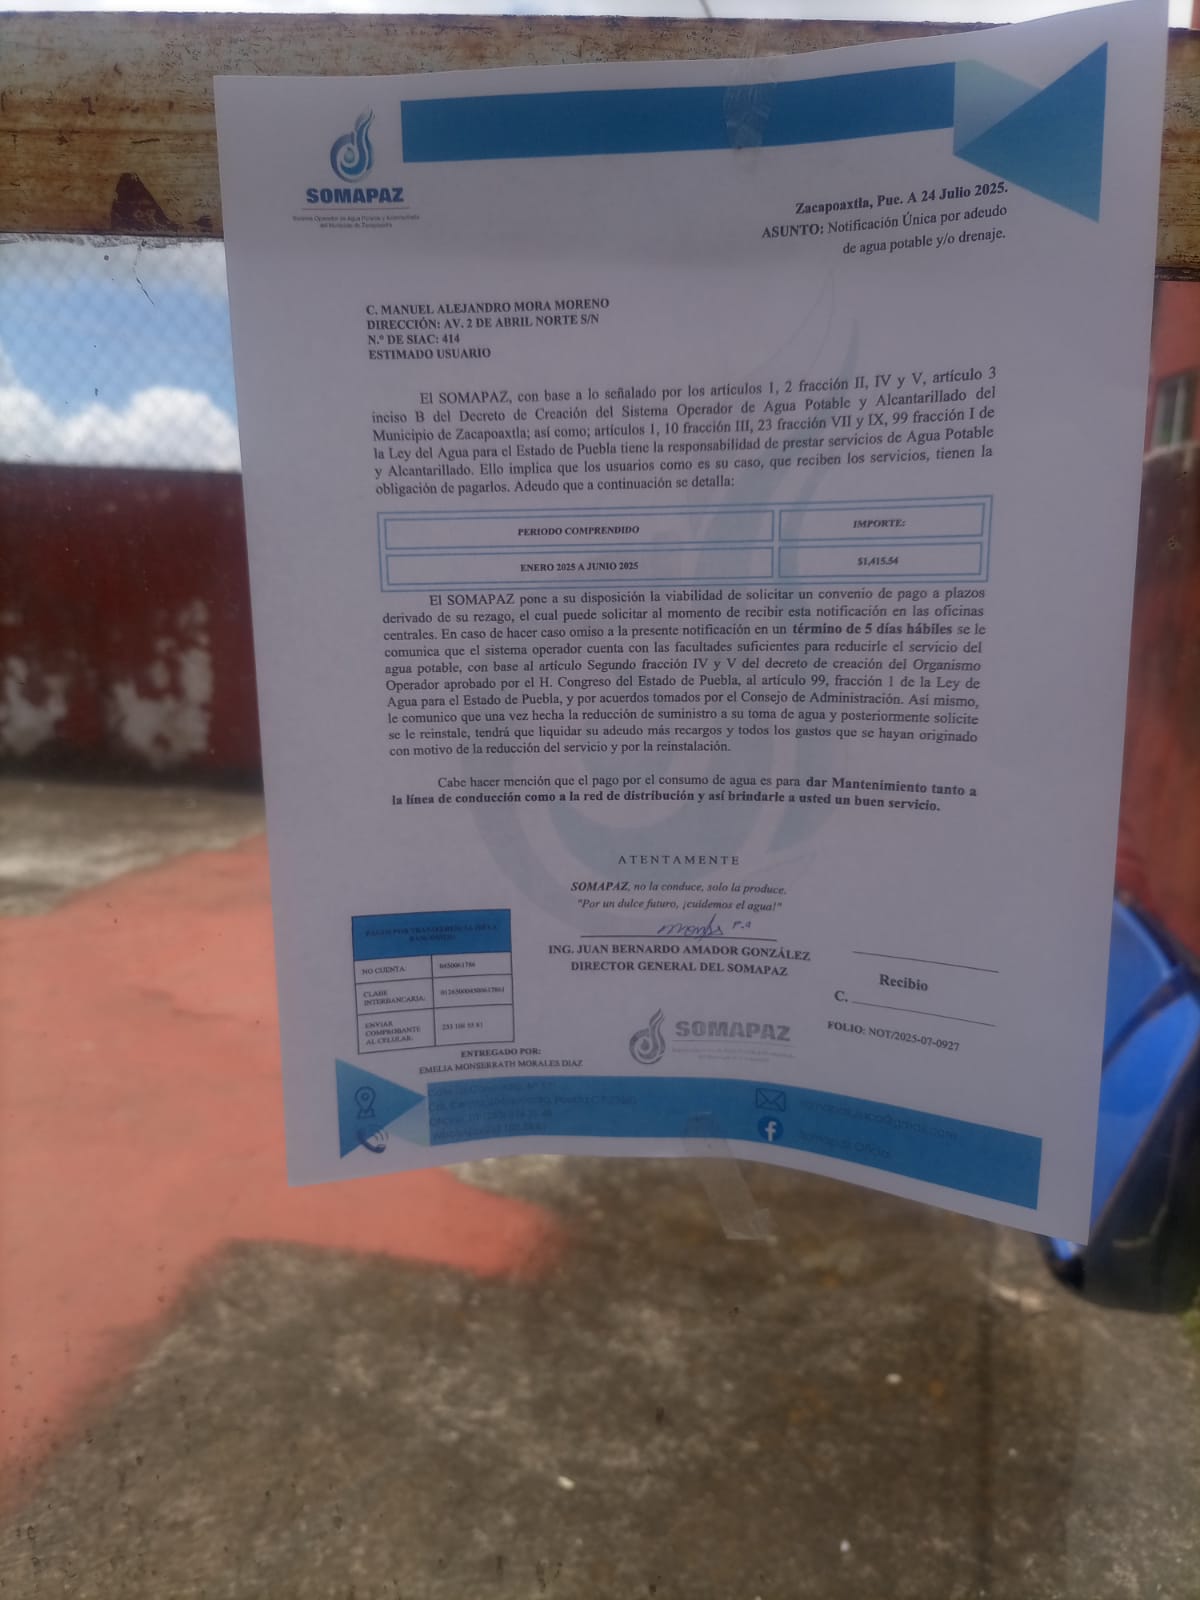 SOMAPAZ
Sistema Operador de Agua Potable y Alcantarillado
del Municipio de Zacapoaxtla
Zacapoaxtla, Pue. A 24 Julio 2025.
ASUNTO: Notificación Única por adeudo
de agua potable y/o drenaje.
C. MANUEL ALEJANDRO MORA MORENO
DIRECCIÓN: AV. 2 DE ABRIL NORTE S/N
N.º DE SIAC: 414
ESTIMADO USUARIO
El SOMAPAZ, con base a lo señalado por los artículos 1, 2 fracción II, IV y V, artículo 3
inciso B del Decreto de Creación del Sistema Operador de Agua Potable y Alcantarillado del
Municipio de Zacapoaxtla; así como; artículos 1, 10 fracción III, 23 fracción VII y IX, 99 fracción I de
la Ley del Agua para el Estado de Puebla tiene la responsabilidad de prestar servicios de Agua Potable
y Alcantarillado. Ello implica que los usuarios como es su caso, que reciben los servicios, tienen la
obligación de pagarlos. Adeudo que a continuación se detalla:
PERIODO COMPRENDIDO IMPORTE:
ENERO 2025 A JUNIO 2025 $1,415.54
El SOMAPAZ pone a su disposición la viabilidad de solicitar un convenio de pago a plazos
derivado de su rezago, el cual puede solicitar al momento de recibir esta notificación en las oficinas
centrales. En caso de hacer caso omiso a la presente notificación en un término de 5 días hábiles se le
comunica que el sistema operador cuenta con las facultades suficientes para reducirle el servicio del
agua potable, con base al artículo Segundo fracción IV y V del decreto de creación del Organismo
Operador aprobado por el H. Congreso del Estado de Puebla, al artículo 99, fracción 1 de la Ley de
Agua para el Estado de Puebla, y por acuerdos tomados por el Consejo de Administración. Así mismo,
le comunico que una vez hecha la reducción de suministro a su toma de agua y posteriormente solicite
se le reinstale, tendrá que liquidar su adeudo más recargos y todos los gastos que se hayan originado
con motivo de la reducción del servicio y por la reinstalación.
Cabe hacer mención que el pago por el consumo de agua es para dar Mantenimiento tanto a
la línea de conducción como a la red de distribución y así brindarle a usted un buen servicio.
ATENTAMENTE
SOMAPAZ, no la conduce, solo la produce.
"Por un dulce futuro, ¡cuidemos el agua!"
P.A
ING. JUAN BERNARDO AMADOR GONZÁLEZ
DIRECTOR GENERAL DEL SOMAPAZ
Recibio
C.
FOLIO: NOT/2025-07-0927
PAGOS POR TRANSFERENCIA
NO CUENTA:
CLABE
INTERBANCARIA:
ENVIAR
COMPROBANTE
AL CELULAR:
ENTREGADO POR:
EMELIA MONSERRATH MORALES DIAZ
SOMAPAZ